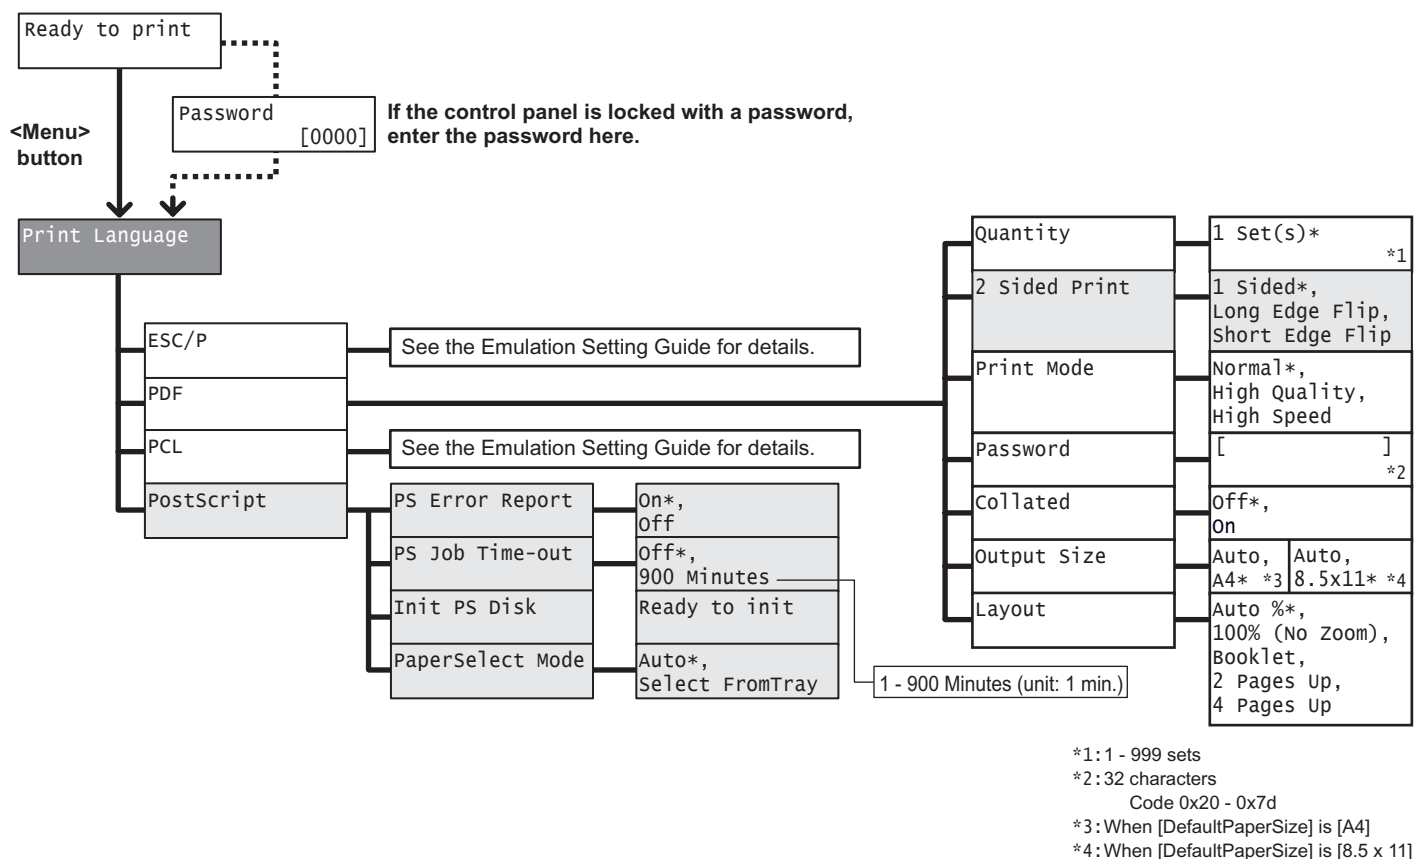 Ready to print
Password
[0000]
If the control panel is locked with a password,
enter the password here.
<Menu>
button
Print Language
ESC/P
See the Emulation Setting Guide for details.
PDF
PCL
See the Emulation Setting Guide for details.
PostScript
PS Error Report
On*,
Off
PS Job Time-out
Off*,
900 Minutes
Init PS Disk
Ready to init
PaperSelect Mode
Auto*,
Select FromTray
1 - 900 Minutes (unit: 1 min.)
Quantity
1 Set(s)*
*1
2 Sided Print
1 Sided*,
Long Edge Flip,
Short Edge Flip
Print Mode
Normal*,
High Quality,
High Speed
Password
[ ]
*2
Collated
Off*,
On
Output Size
Auto,
A4* *3
Auto,
8.5x11* *4
Layout
Auto %*,
100% (No Zoom),
Booklet,
2 Pages Up,
4 Pages Up
*1:1 - 999 sets
*2:32 characters
Code 0x20 - 0x7d
*3:When [DefaultPaperSize] is [A4]
*4:When [DefaultPaperSize] is [8.5 x 11]